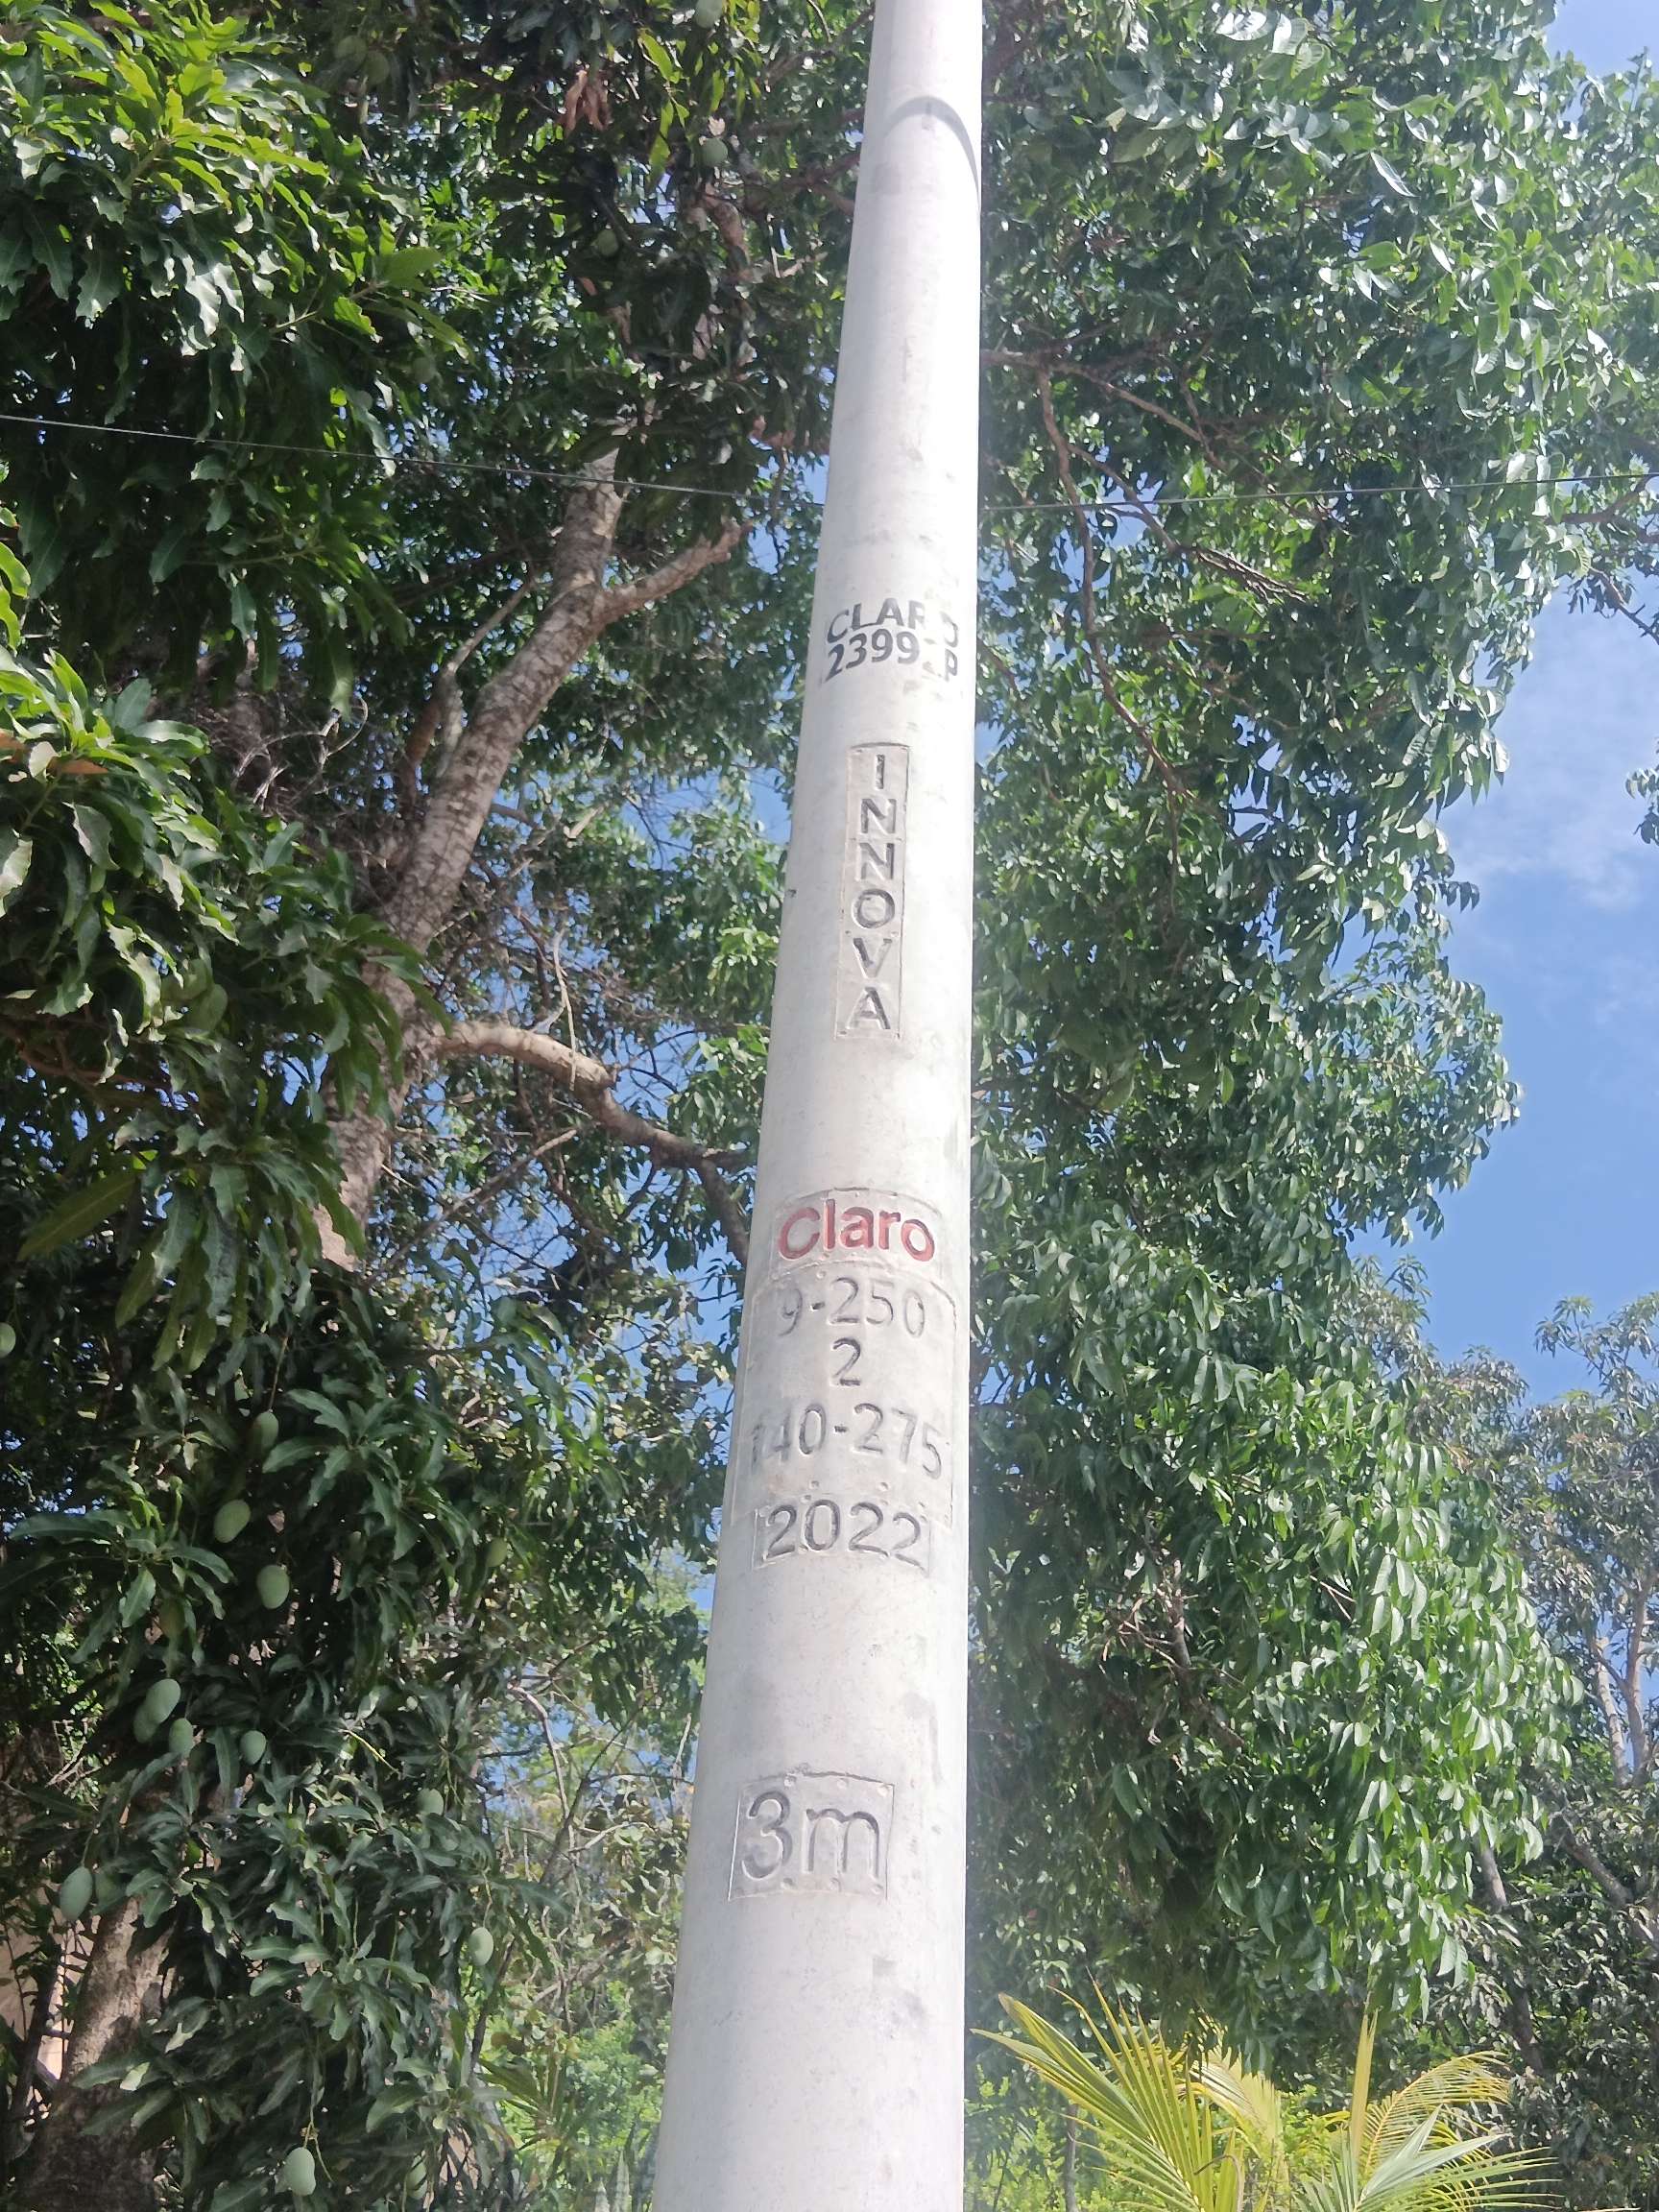 CLARO
2399-P
INNOVA
Claro
9-250
2
140-275
2022
3m